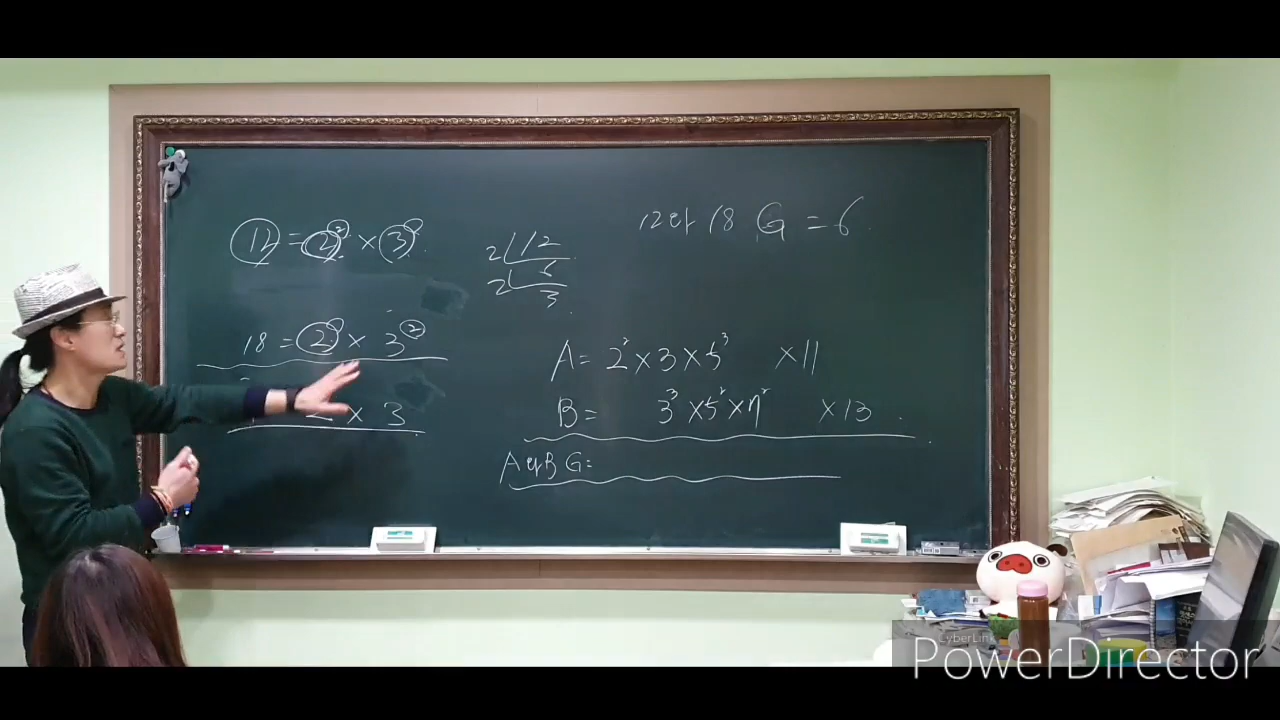 12 = 2² × 3
2 ) 12
2 ) 6
3
18 = 2 × 3²
2 × 3
12와 18 G = 6
A = 2² × 3 × 5³ × 11
B = 3³ × 5² × 7² × 13
A와 B G =
CyberLink
PowerDirector